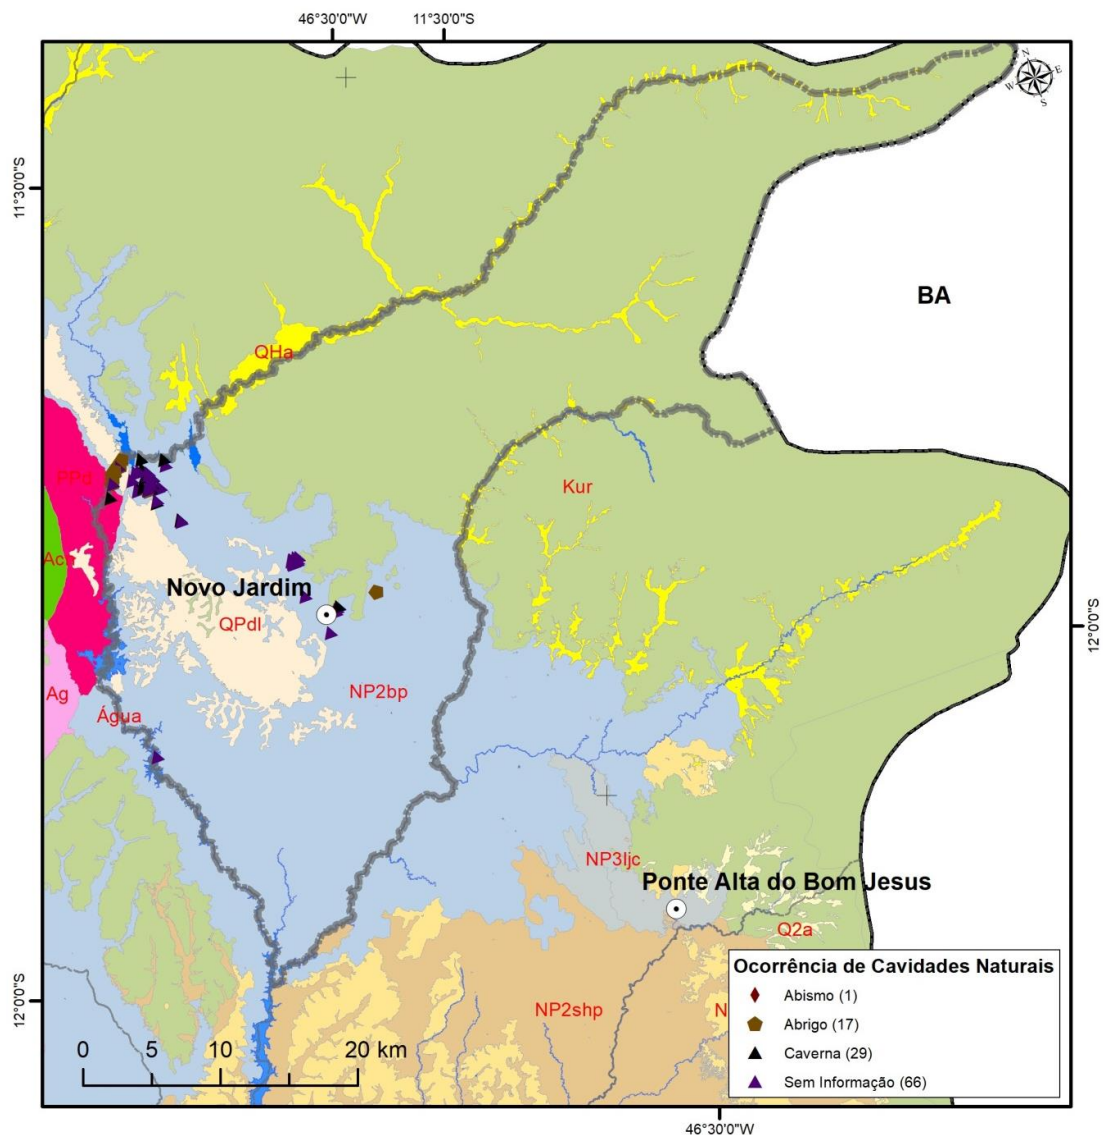 46°30'0"W
11°30'0"S
N
E
W
S
11°30'0"S
BA
QHa
PPd
Kur
Ac
Novo Jardim
QPdl
12°0'0"S
Ag
NP2bp
Água
NP3ljc
Ponte Alta do Bom Jesus
Q2a
12°0'0"S
NP2shp
N
0 5 10 20 km
Ocorrência de Cavidades Naturais
Abismo (1)
Abrigo (17)
Caverna (29)
Sem Informação (66)
46°30'0"W